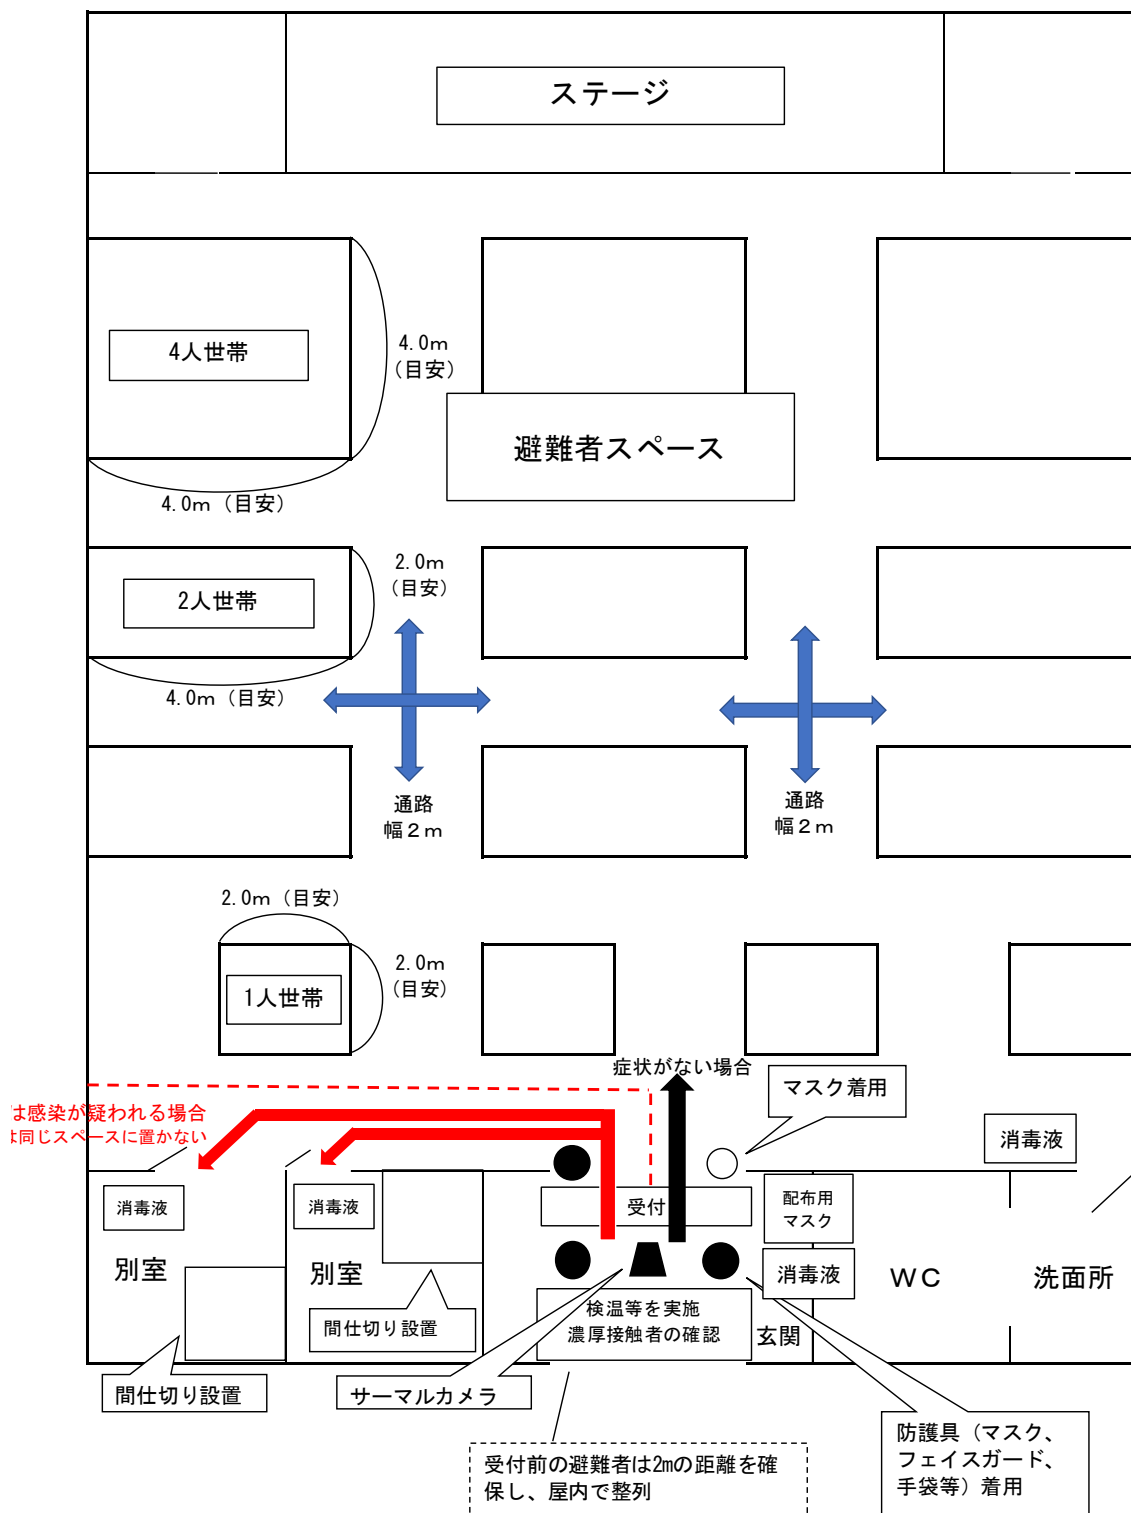 ステージ
4人世帯
4.0m
（目安）
避難者スペース
4.0m（目安）
2.0m
（目安）
2人世帯
4.0m（目安）
通路
幅２ｍ
通路
幅２ｍ
2.0m（目安）
2.0m
（目安）
1人世帯
症状がない場合
マスク着用
は感染が疑われる場合
は同じスペースに置かない
消毒液
消毒液
消毒液
受付
配布用
マスク
別室
別室
消毒液
ＷＣ
洗面所
間仕切り設置
検温等を実施
濃厚接触者の確認
玄関
間仕切り設置
サーマルカメラ
防護具（マスク、
フェイスガード、
手袋等）着用
受付前の避難者は2mの距離を確
保し、屋内で整列